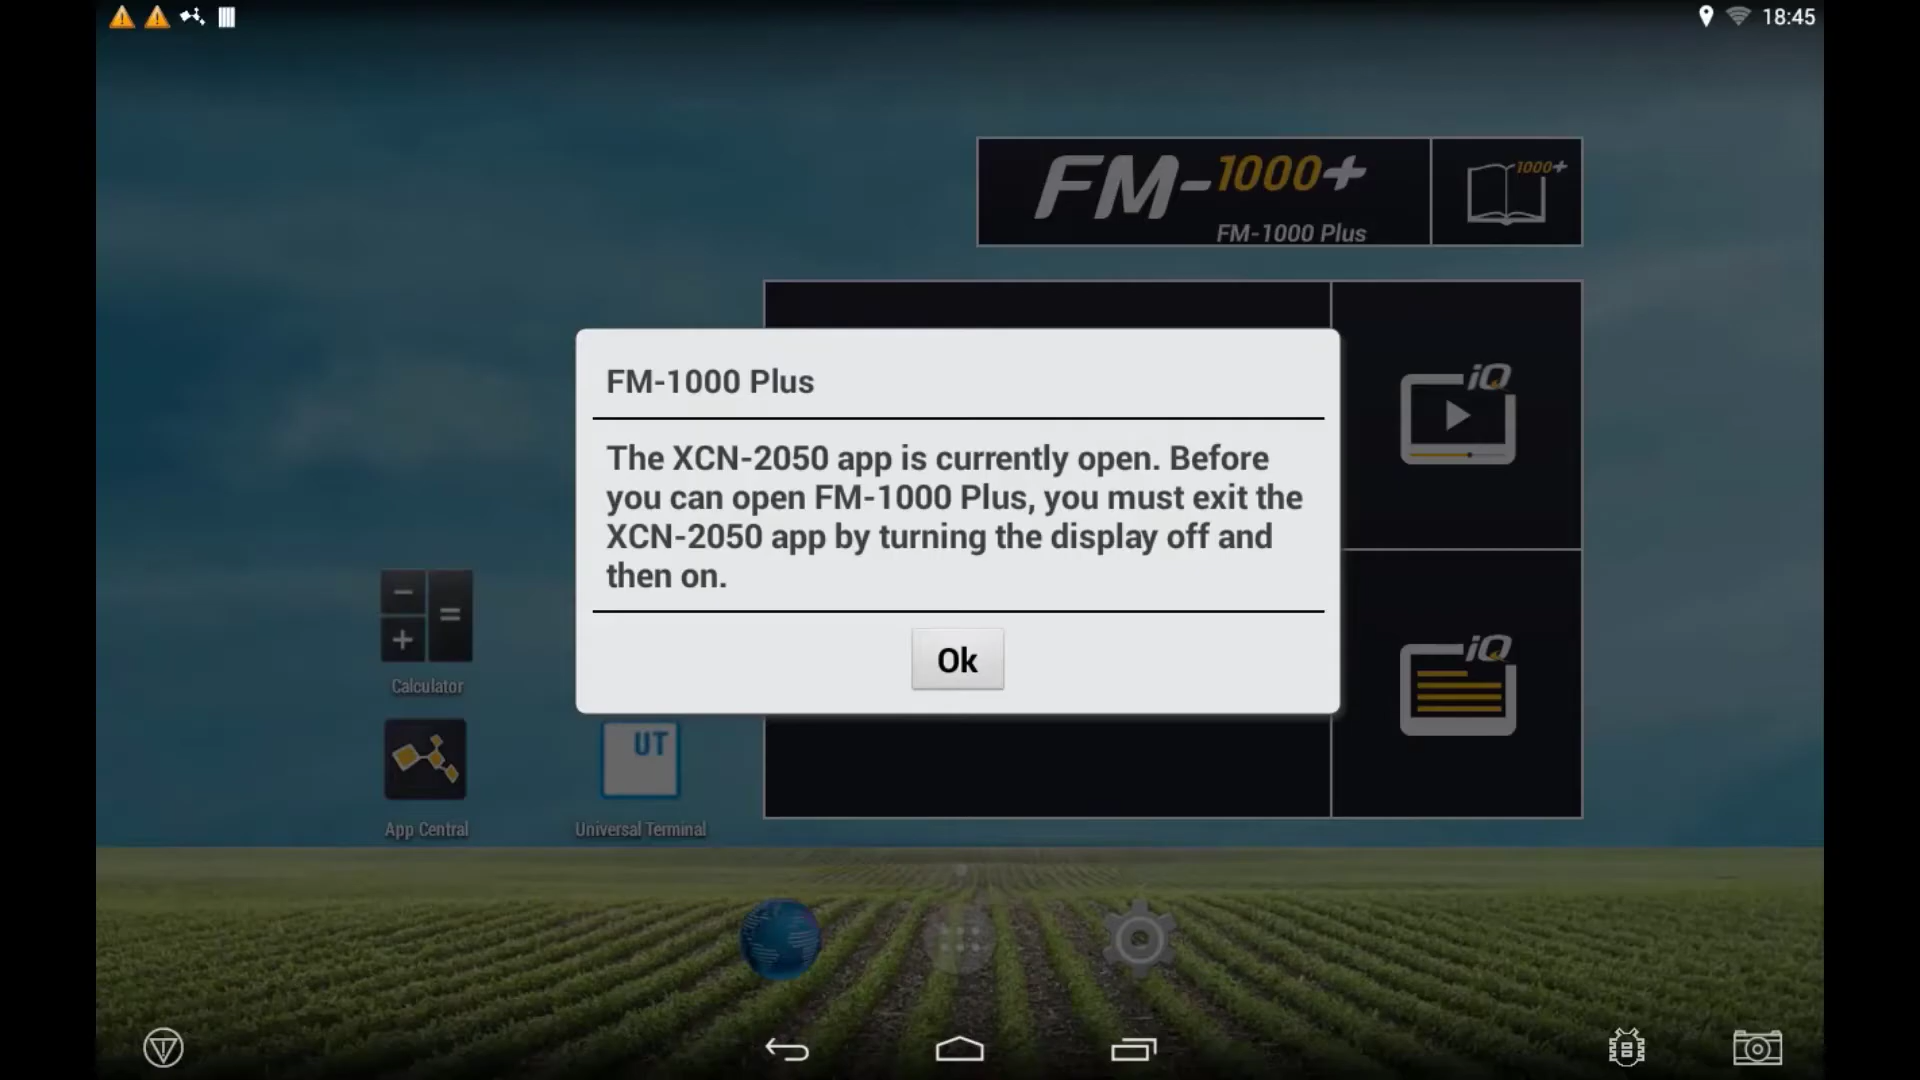 18:45
FM-1000+
FM-1000 Plus
1000+
iQ
FM-1000 Plus
The XCN-2050 app is currently open. Before
you can open FM-1000 Plus, you must exit the
XCN-2050 app by turning the display off and
then on.
Ok
iQ
Calculator
UT
App Central
Universal Terminal